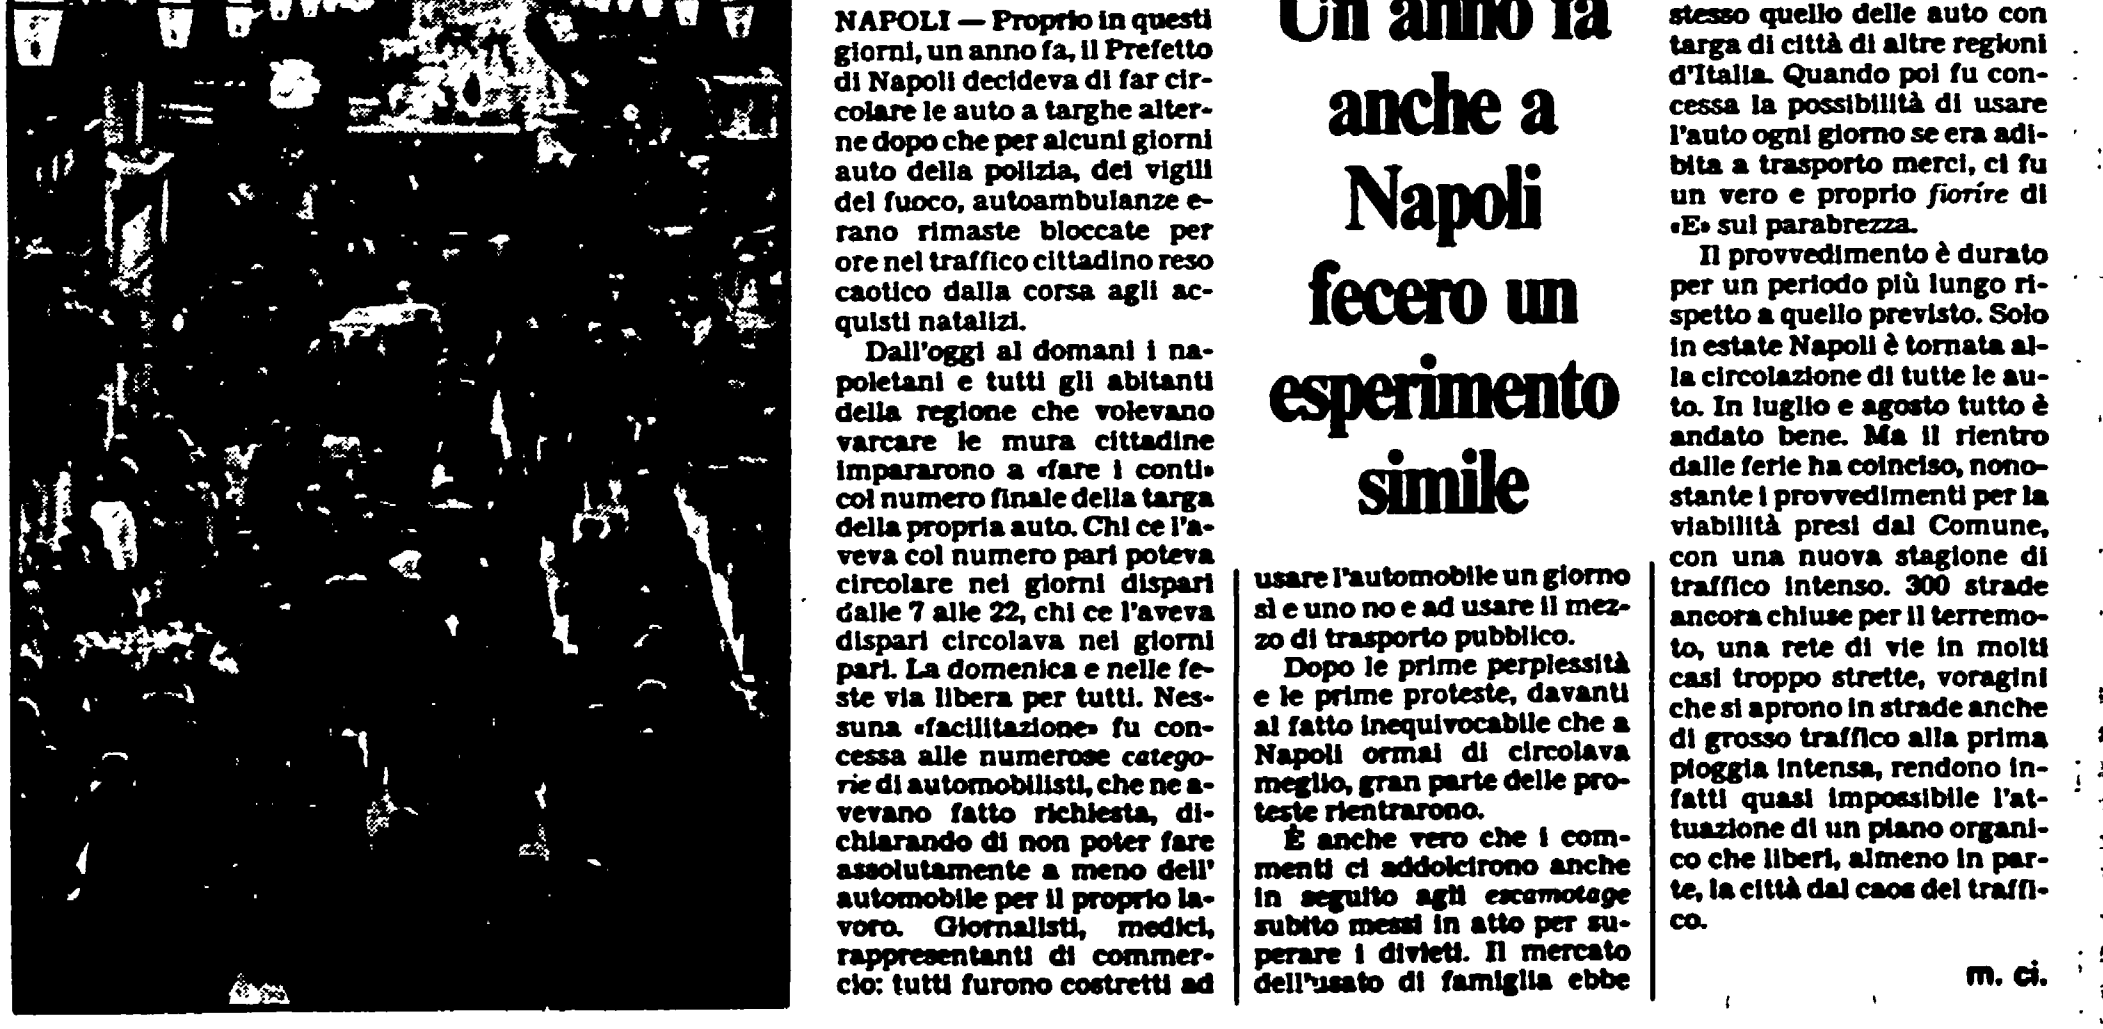 Un anno fa
anche a
Napoli
fecero un
esperimento
simile
NAPOLI — Proprio in questi
giorni, un anno fa, il Prefetto
di Napoli decideva di far cir-
colare le auto a targhe alter-
ne dopo che per alcuni giorni
auto della polizia, dei vigili
del fuoco, autoambulanze e-
rano rimaste bloccate per
ore nel traffico cittadino reso
caotico dalla corsa agli ac-
quisti natalizi.
Dall'oggi al domani i na-
poletani e tutti gli abitanti
della regione che volevano
varcare le mura cittadine
impararono a «fare i conti»
col numero finale della targa
della propria auto. Chi ce l'a-
veva col numero pari poteva
circolare nei giorni dispari
dalle 7 alle 22, chi ce l'aveva
dispari circolava nei giorni
pari. La domenica e nelle fe-
ste via libera per tutti. Nes-
suna «facilitazione» fu con-
cessa alle numerose catego-
rie di automobilisti, che ne a-
vevano fatto richiesta, di-
chiarando di non poter fare
assolutamente a meno dell'
automobile per il proprio la-
voro. Giornalisti, medici,
rappresentanti di commer-
cio: tutti furono costretti ad
usare l'automobile un giorno
sì e uno no e ad usare il mez-
zo di trasporto pubblico.
Dopo le prime perplessità
e le prime proteste, davanti
al fatto inequivocabile che a
Napoli ormai di circolava
meglio, gran parte delle pro-
teste rientrarono.
È anche vero che i com-
menti ci addolcirono anche
in seguito agli escamotage
subito messi in atto per su-
perare i divieti. Il mercato
dell'usato di famiglia ebbe
stesso quello delle auto con
targa di città di altre regioni
d'Italia. Quando poi fu con-
cessa la possibilità di usare
l'auto ogni giorno se era adi-
bita a trasporto merci, ci fu
un vero e proprio fiorire di
«E» sul parabrezza.
Il provvedimento è durato
per un periodo più lungo ri-
spetto a quello previsto. Solo
in estate Napoli è tornata al-
la circolazione di tutte le au-
to. In luglio e agosto tutto è
andato bene. Ma il rientro
dalle ferie ha coinciso, nono-
stante i provvedimenti per la
viabilità presi dal Comune,
con una nuova stagione di
traffico intenso. 300 strade
ancora chiuse per il terremo-
to, una rete di vie in molti
casi troppo strette, voragini
che si aprono in strade anche
di grosso traffico alla prima
pioggia intensa, rendono in-
fatti quasi impossibile l'at-
tuazione di un piano organi-
co che liberi, almeno in par-
te, la città dal caos del traffi-
co.
m. ci.